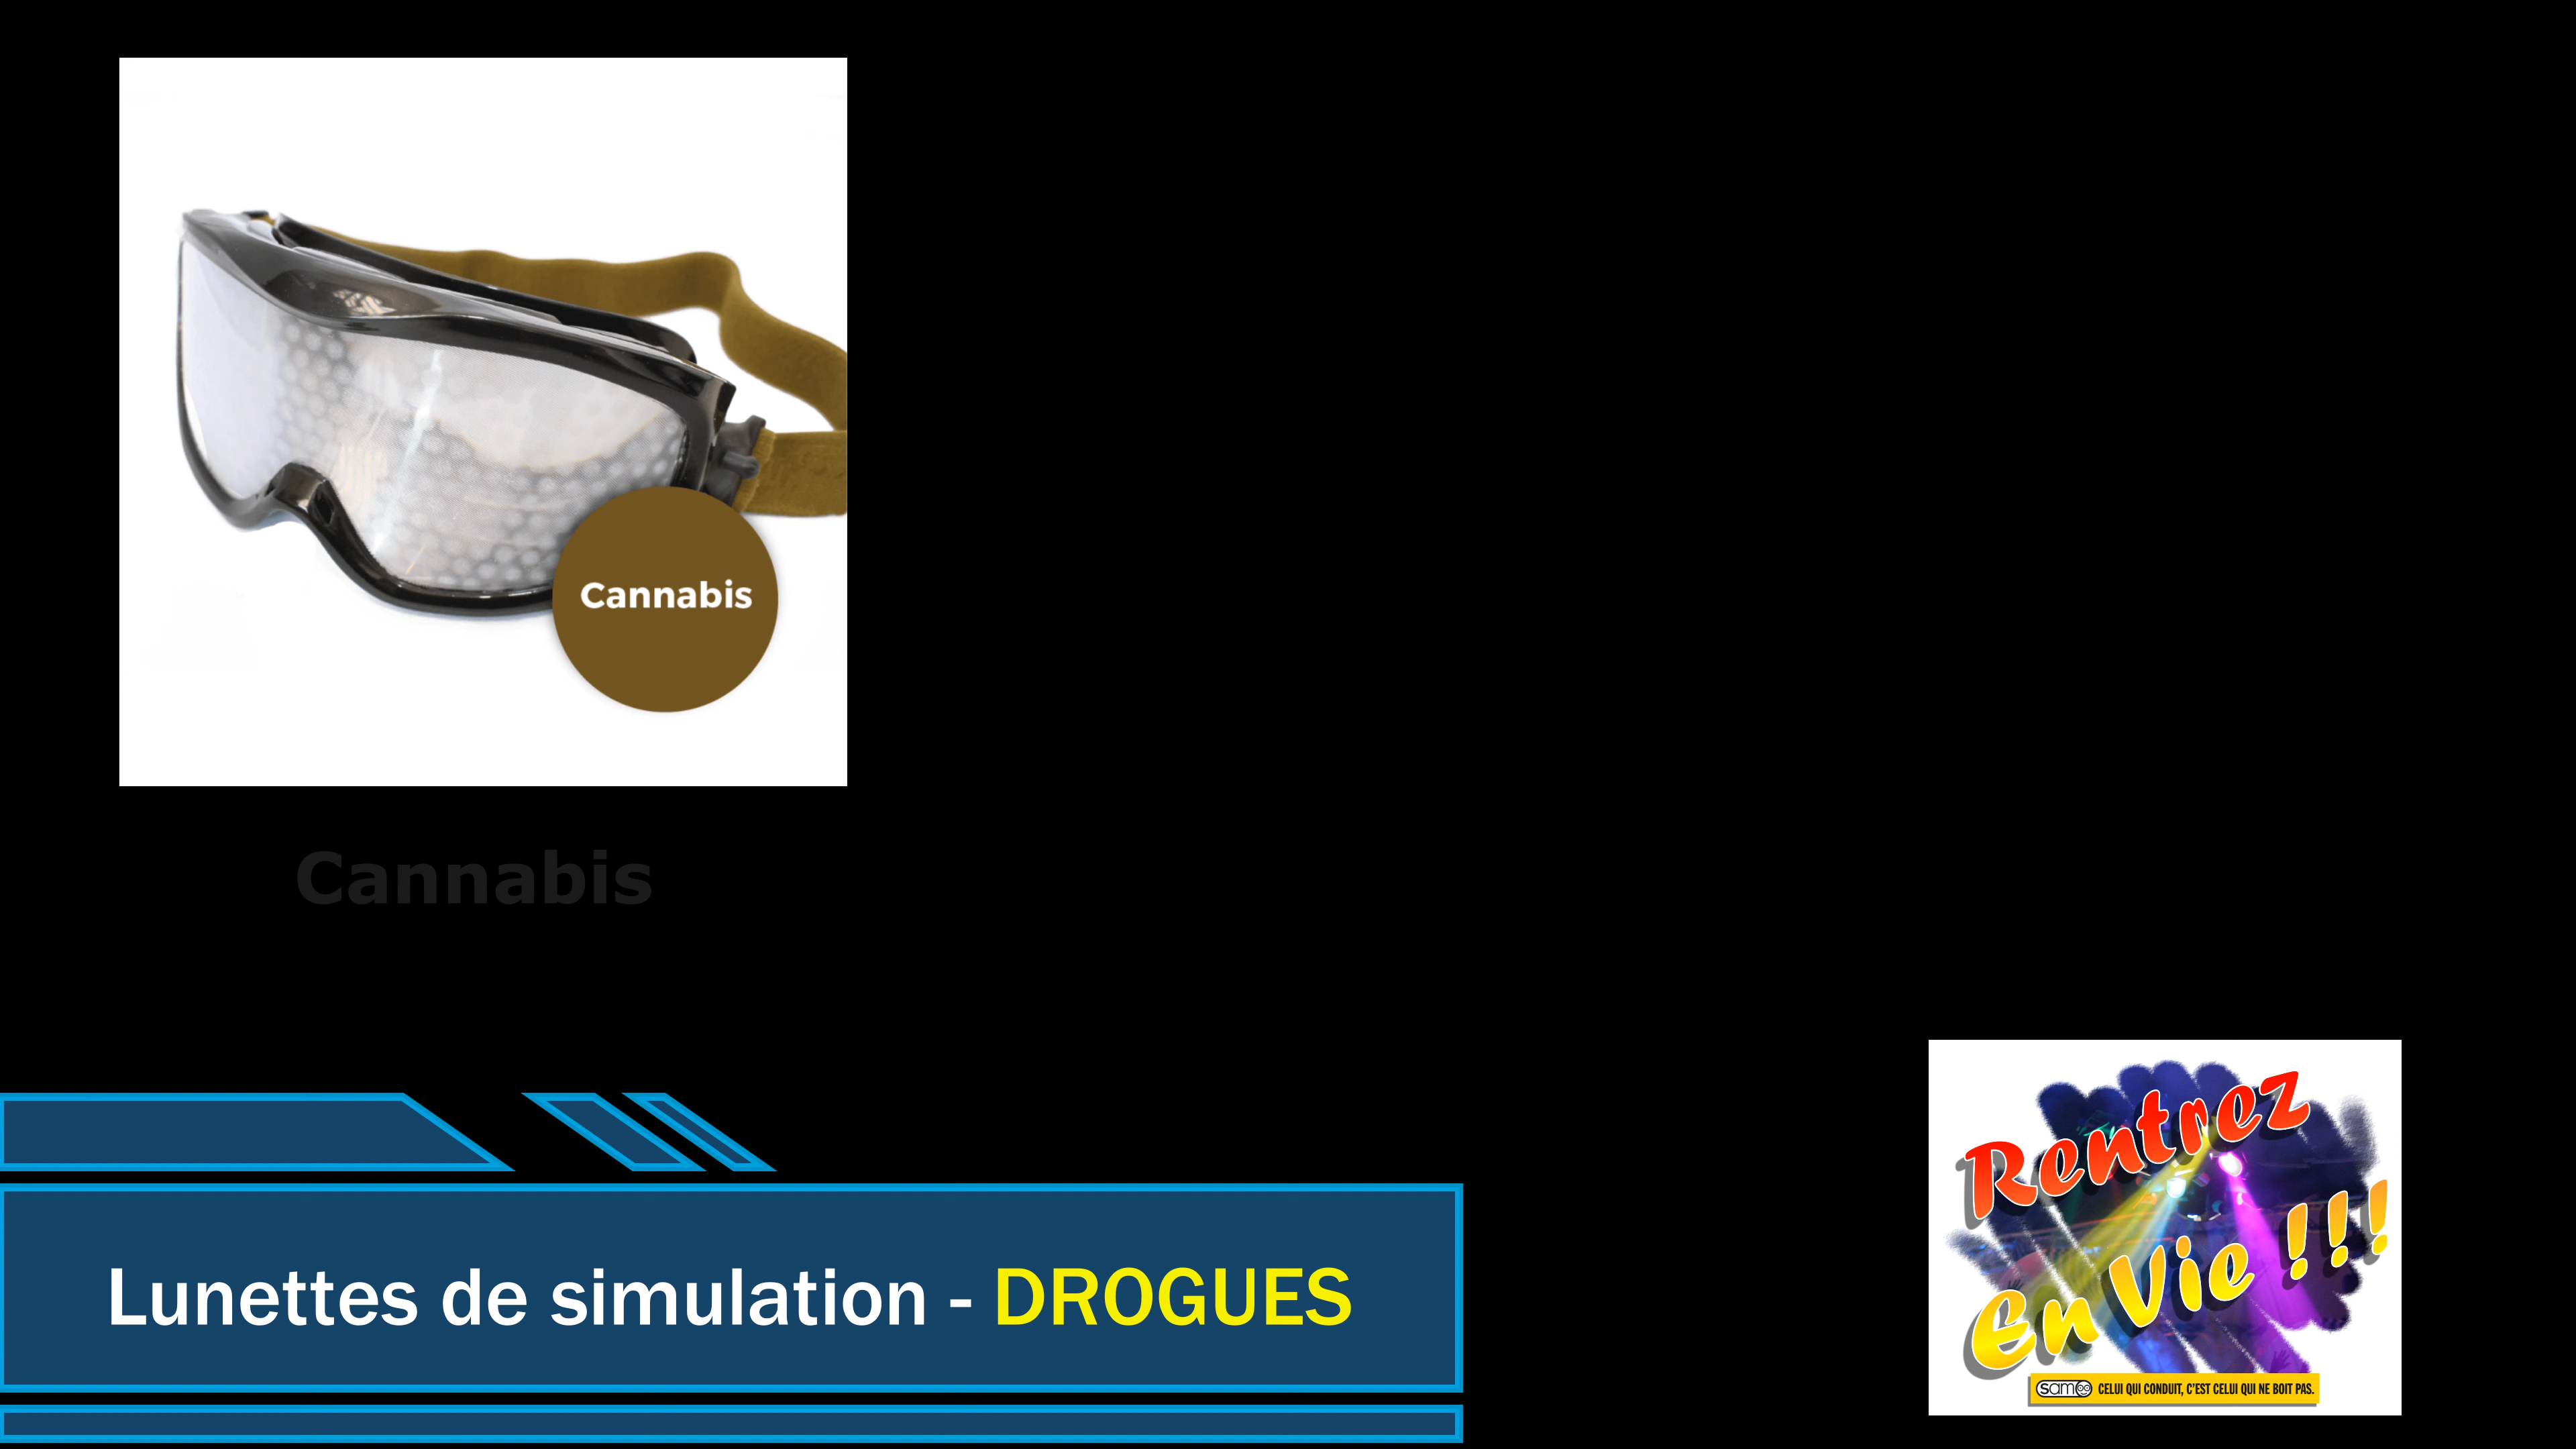 Cannabis
Cannabis
Lunettes de simulation - DROGUES
Rentrez
En Vie !!!
sam CELUI QUI CONDUIT, C'EST CELUI QUI NE BOIT PAS.